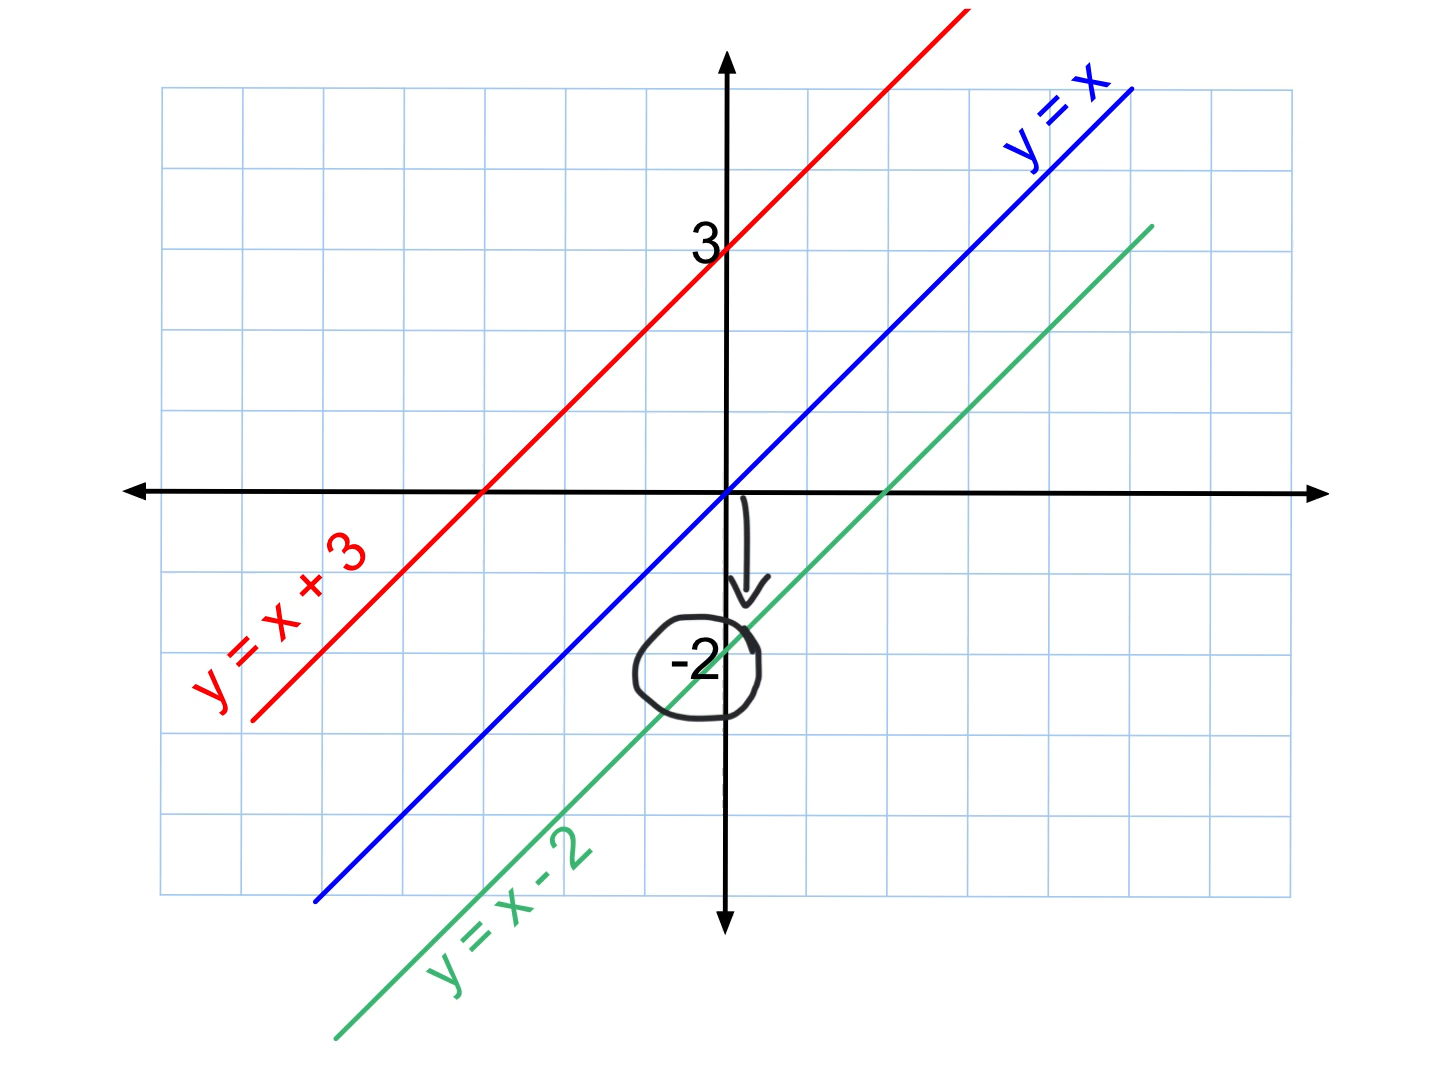 y = x
3
y = x + 3
-2
y = x - 2